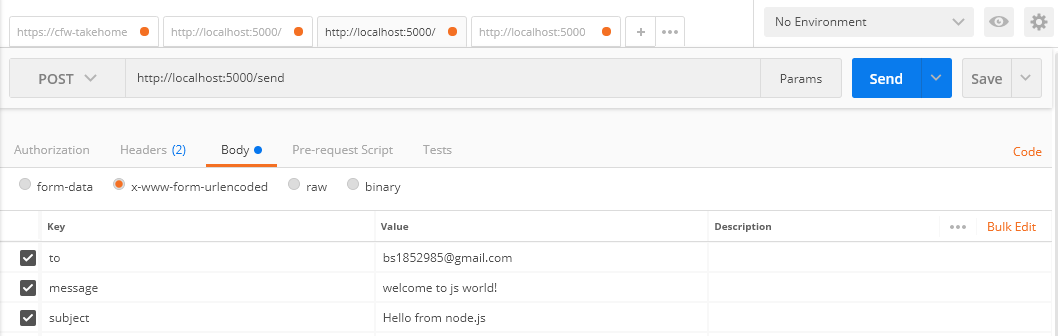 https://cfw-takehome http://localhost:5000/ http://localhost:5000/ http://localhost:5000 + ••• No Environment
POST http://localhost:5000/send Params Send Save
Authorization Headers (2) Body Pre-request Script Tests Code
form-data x-www-form-urlencoded raw binary
Key Value Description ••• Bulk Edit
to bs1852985@gmail.com
message welcome to js world!
subject Hello from node.js